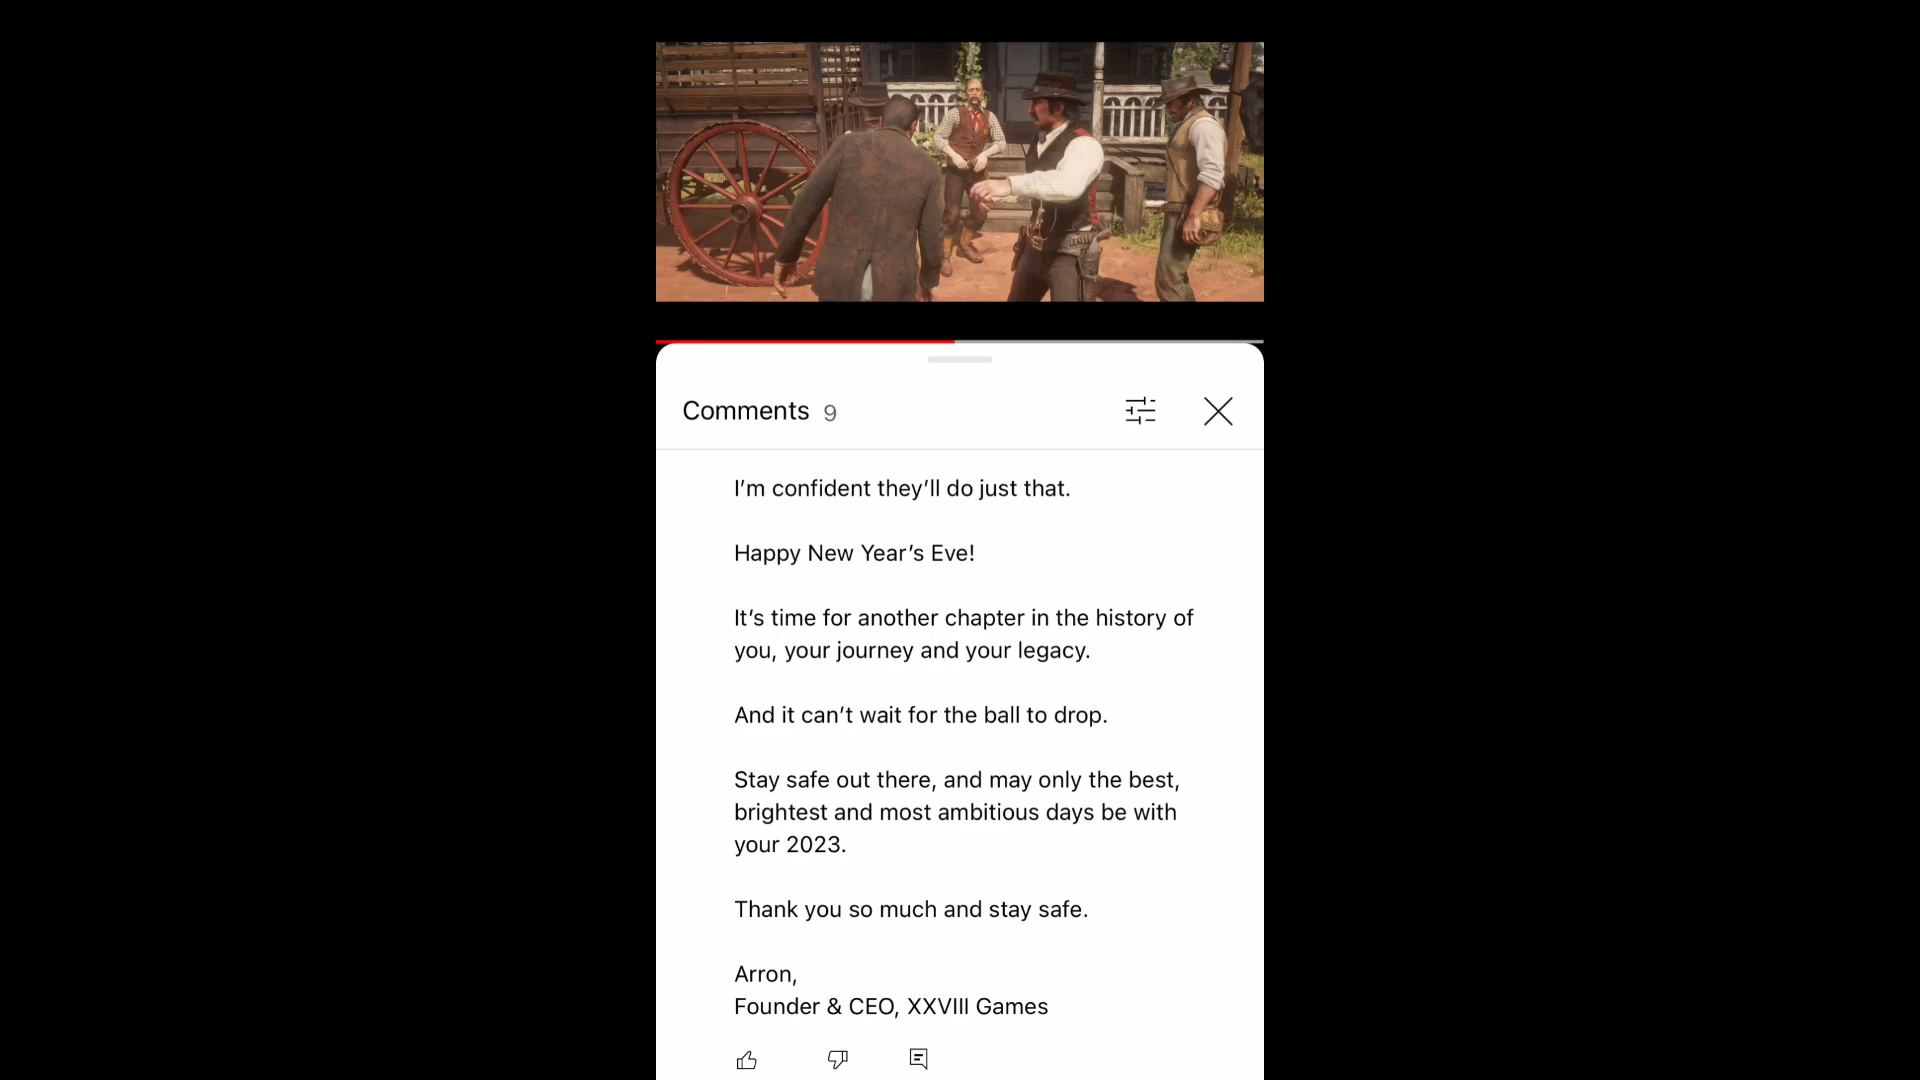 Comments 9
I’m confident they’ll do just that.
Happy New Year’s Eve!
It’s time for another chapter in the history of
you, your journey and your legacy.
And it can’t wait for the ball to drop.
Stay safe out there, and may only the best,
brightest and most ambitious days be with
your 2023.
Thank you so much and stay safe.
Arron,
Founder & CEO, XXVIII Games